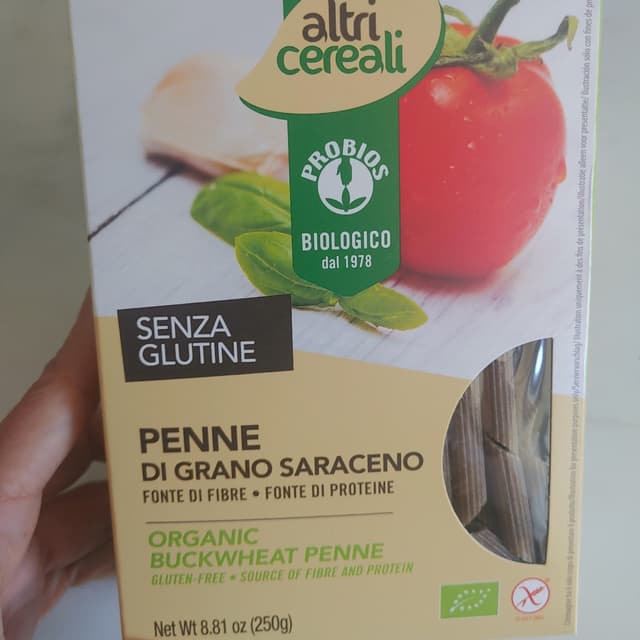 altri
cereali
PROBIOS
BIOLOGICO
dal 1978
SENZA
GLUTINE
PENNE
DI GRANO SARACENO
FONTE DI FIBRE • FONTE DI PROTEINE
ORGANIC
BUCKWHEAT PENNE
GLUTEN-FREE • SOURCE OF FIBRE AND PROTEIN
Net Wt 8.81 oz (250g)